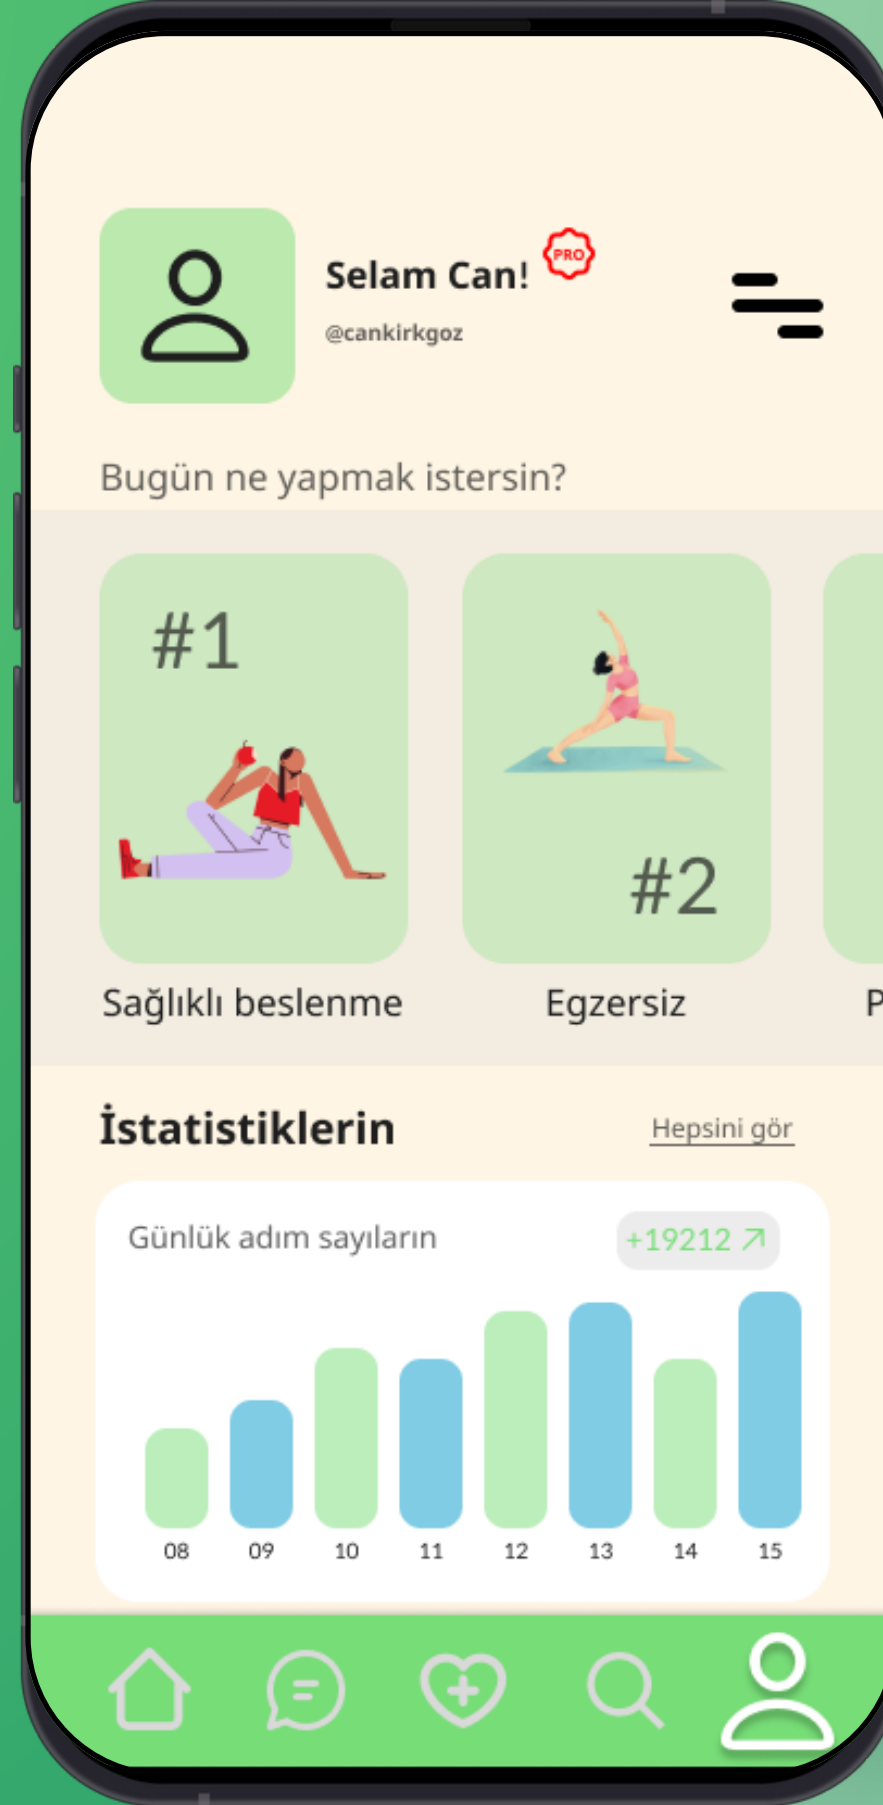 Selam Can!
PRO
@cankirkgoz
Bugün ne yapmak istersin?
#1
#2
Sağlıklı beslenme
Egzersiz
P
İstatistiklerin
Hepsini gör
Günlük adım sayıların
+19212
08 09 10 11 12 13 14 15